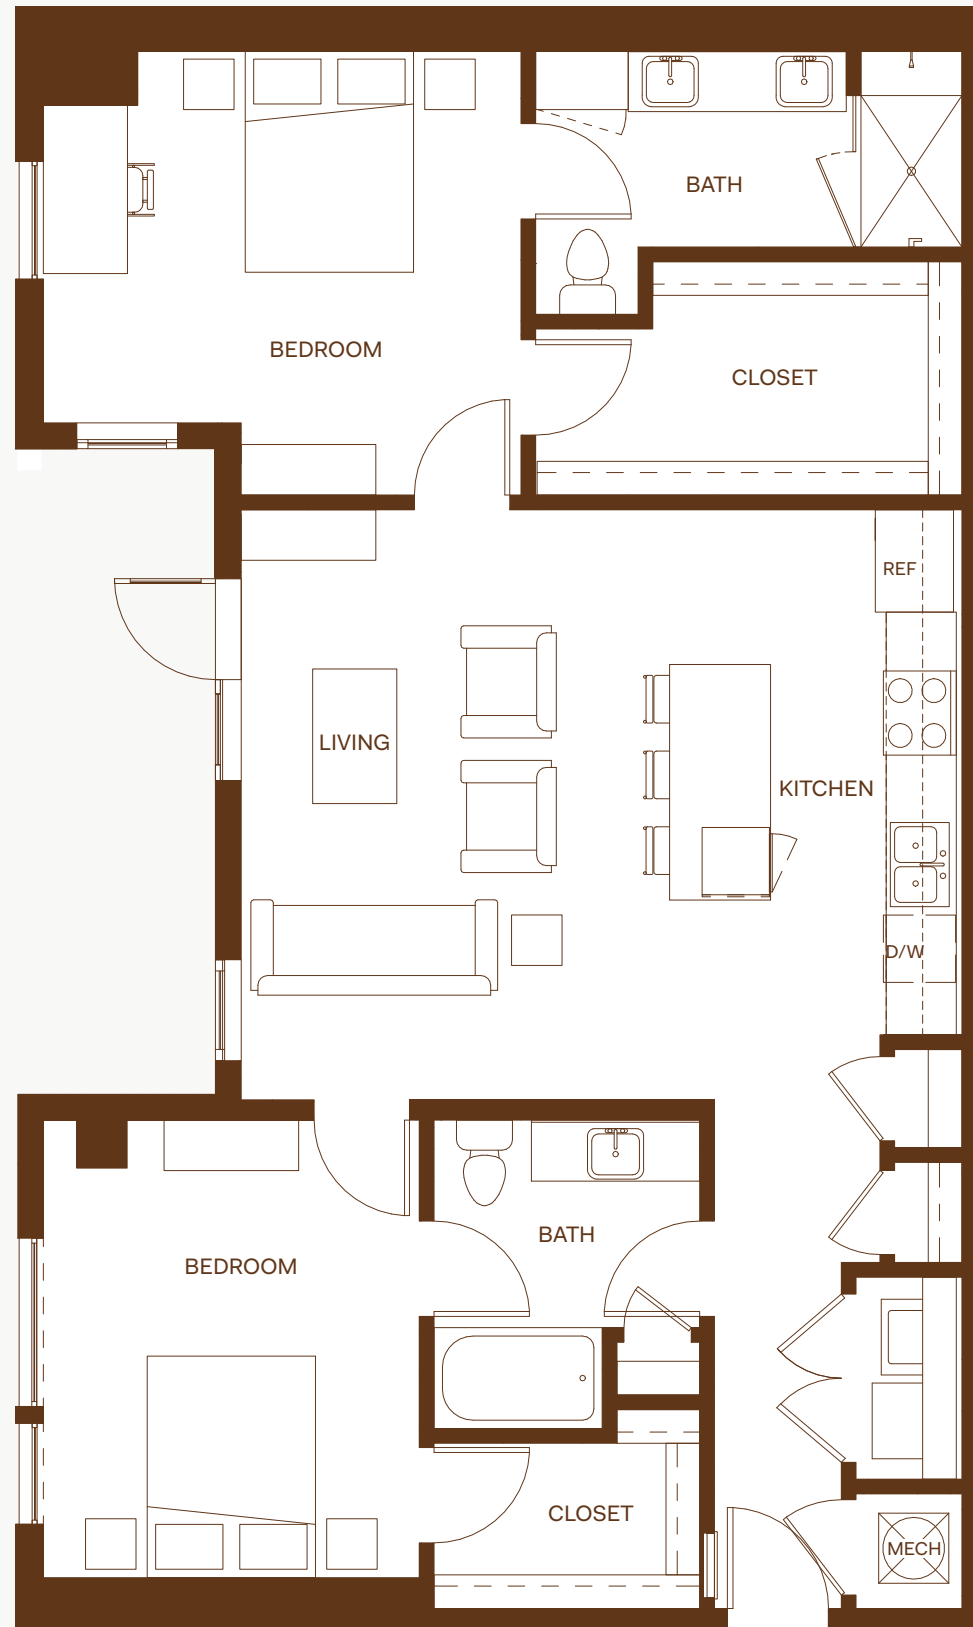 BATH
BEDROOM
CLOSET
REF
LIVING
KITCHEN
D/W
BATH
BEDROOM
CLOSET
MECH